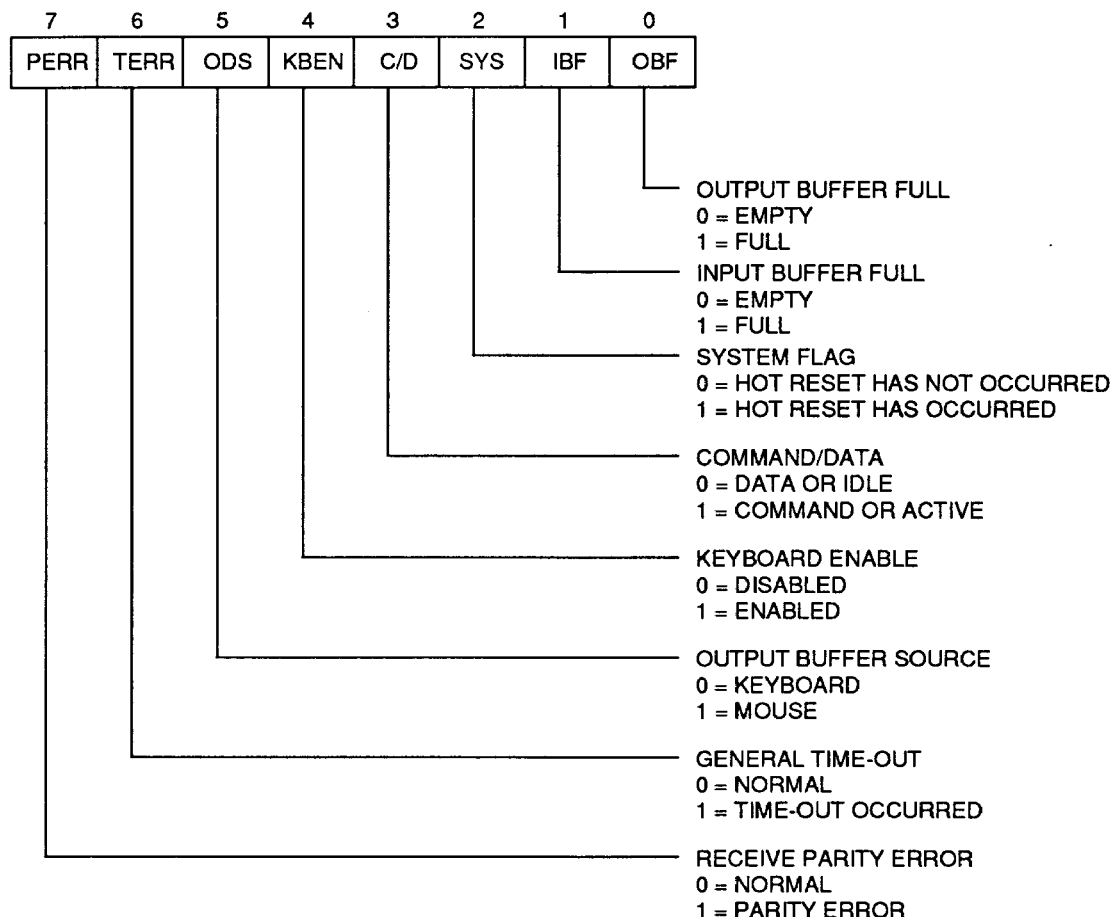 7 6 5 4 3 2 1 0
PERR TERR ODS KBEN C/D SYS IBF OBF
OUTPUT BUFFER FULL
0 = EMPTY
1 = FULL
INPUT BUFFER FULL
0 = EMPTY
1 = FULL
SYSTEM FLAG
0 = HOT RESET HAS NOT OCCURRED
1 = HOT RESET HAS OCCURRED
COMMAND/DATA
0 = DATA OR IDLE
1 = COMMAND OR ACTIVE
KEYBOARD ENABLE
0 = DISABLED
1 = ENABLED
OUTPUT BUFFER SOURCE
0 = KEYBOARD
1 = MOUSE
GENERAL TIME-OUT
0 = NORMAL
1 = TIME-OUT OCCURRED
RECEIVE PARITY ERROR
0 = NORMAL
1 = PARITY ERROR